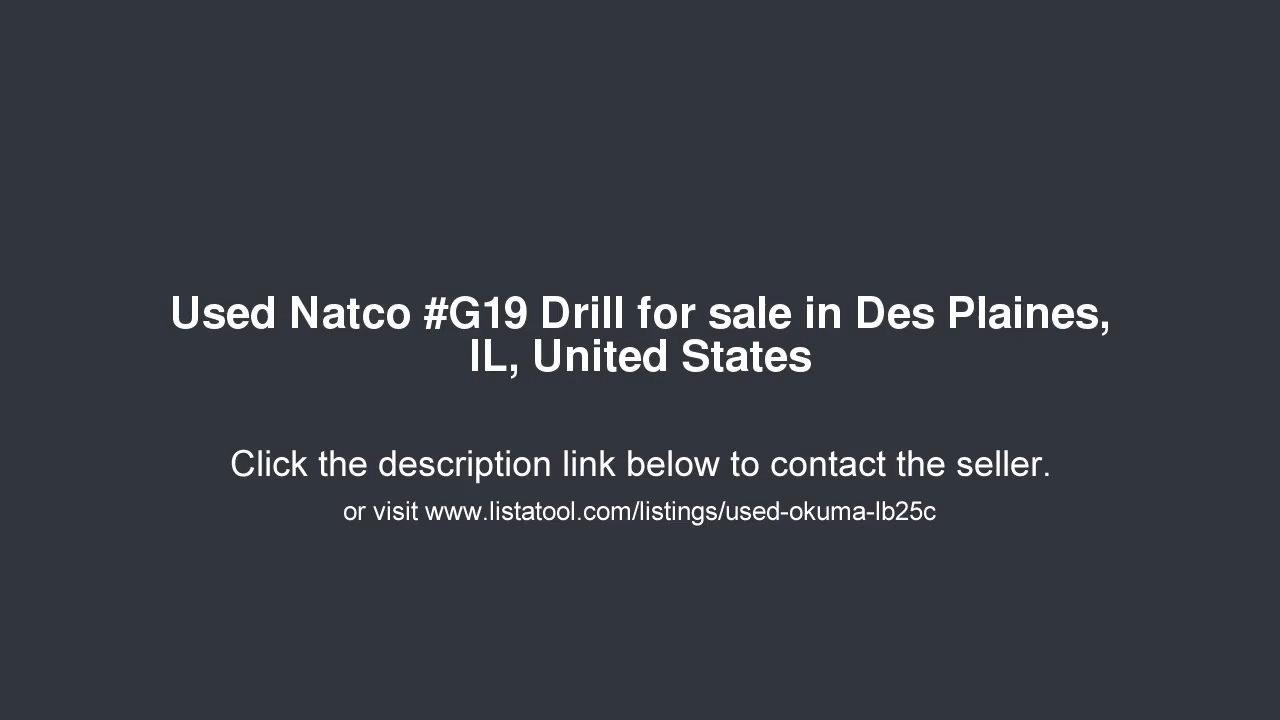 Used Natco #G19 Drill for sale in Des Plaines,
IL, United States
Click the description link below to contact the seller.
or visit www.listatool.com/listings/used-okuma-lb25c